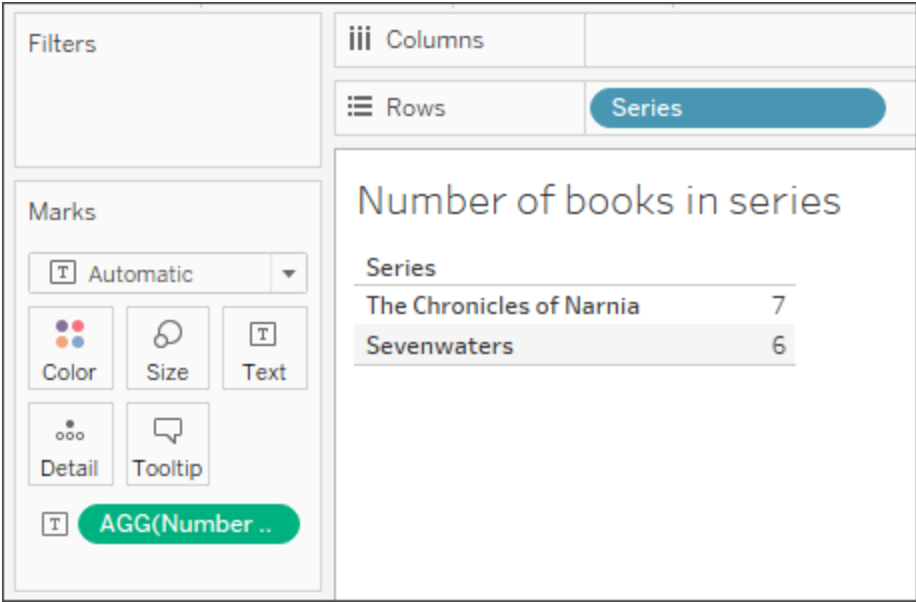 Filters
Columns
Rows
Series
Marks
Automatic
Color
Size
Text
Detail
Tooltip
AGG(Number ..
Number of books in series
Series
The Chronicles of Narnia 7
Sevenwaters 6